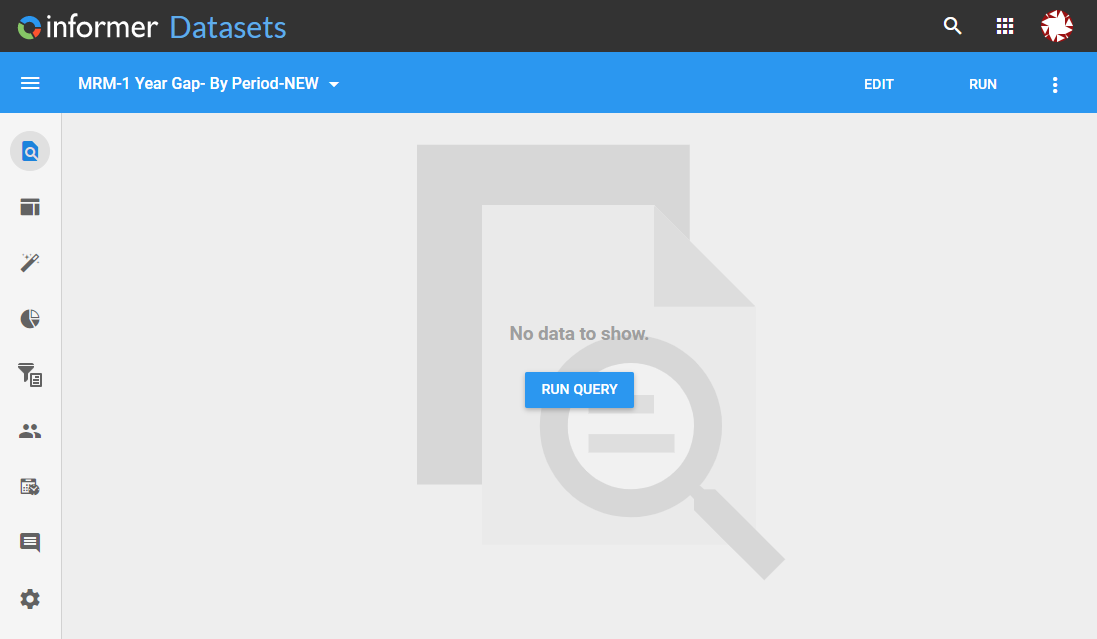 informer Datasets
MRM-1 Year Gap- By Period-NEW
EDIT
RUN
No data to show.
RUN QUERY